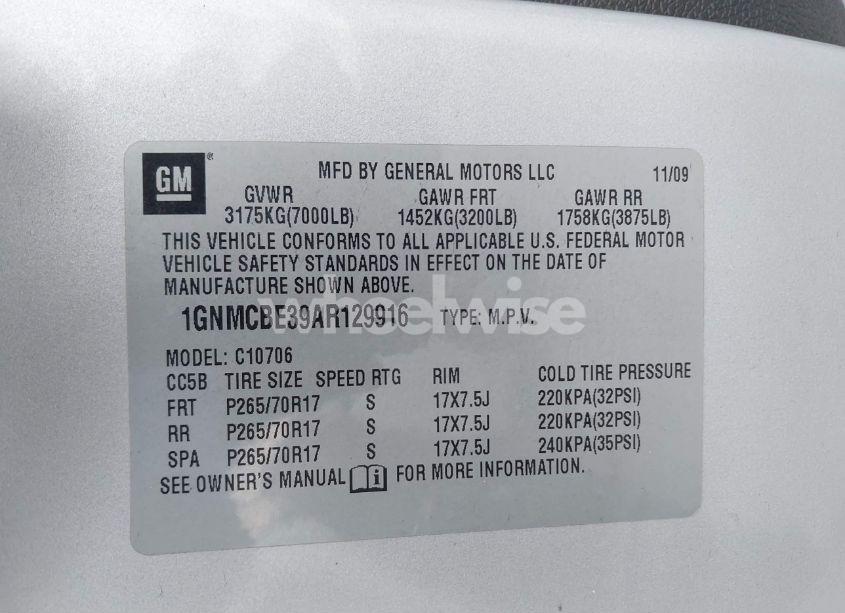 GM® MFD BY GENERAL MOTORS LLC 11/09
GVWR GAWR FRT GAWR RR
3175KG(7000LB) 1452KG(3200LB) 1758KG(3875LB)
THIS VEHICLE CONFORMS TO ALL APPLICABLE U.S. FEDERAL MOTOR
VEHICLE SAFETY STANDARDS IN EFFECT ON THE DATE OF
MANUFACTURE SHOWN ABOVE.
wheelwise
1GNMCBE39AR129916 TYPE: M.P.V.
MODEL: C10706
CC5B TIRE SIZE SPEED RTG RIM COLD TIRE PRESSURE
FRT P265/70R17 S 17X7.5J 220KPA(32PSI)
RR P265/70R17 S 17X7.5J 220KPA(32PSI)
SPA P265/70R17 S 17X7.5J 240KPA(35PSI)
SEE OWNER'S MANUAL i FOR MORE INFORMATION.